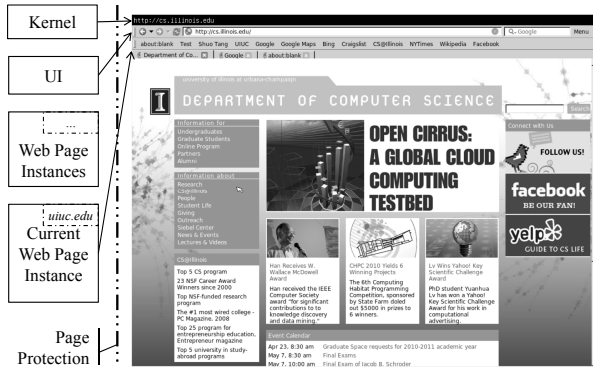 Kernel
UI
...
Web Page
Instances
uiuc.edu
Current
Web Page
Instance
Page
Protection
http://cs.illinois.edu
http://cs.illinois.edu/
Google
Menu
about:blank Test Shuo Tang UIUC Google Google Maps Bing Craigslist CS@Illinois NYTimes Wikipedia Facebook
Department of Co... Google about:blank
university of illinois at urbana-champaign
DEPARTMENT OF COMPUTER SCIENCE
Search
Information for
Undergraduates
Graduate Students
Online Program
Partners
Alumni
Information about
Research
CS@Illinois
People
Student Life
Giving
Outreach
Siebel Center
News & Events
Lectures & Videos
CS@Illinois
Top 5 CS program
23 NSF Career Award
Winners since 2000
Top NSF-funded research
program
The #1 most wired college -
PC Magazine, 2008
Top 25 program for
entrepreneurship education,
Entrepreneur magazine
Top 5 university in study-
abroad programs
OPEN CIRRUS:
A GLOBAL CLOUD
COMPUTING
TESTBED
Han Receives W.
Wallace McDowell
Award
Han received the IEEE
Computer Society
award "for significant
contributions to to
knowledge discovery
and data mining."
CHPC 2010 Yields 6
Winning Projects
The 6th Computing
Habitat Programming
Competition, sponsored
by State Farm doled
out $5000 in prizes to
6 winners.
Lv Wins Yahoo! Key
Scientific Challenge
Award
PhD student Yuanhua
Lv has won a Yahoo!
Key Scientific Challenge
Award for his work in
computational
advertising.
Event Calendar
Apr 23, 8:30 am Graduate Space requests for 2010-2011 academic year
May 7, 8:30 am Final Exams
May 7, 10:00 am Final Exam of Jacob B. Schroder
Connect with Us
FOLLOW US!
facebook
BE OUR FAN!
yelp
GUIDE TO CS LIFE